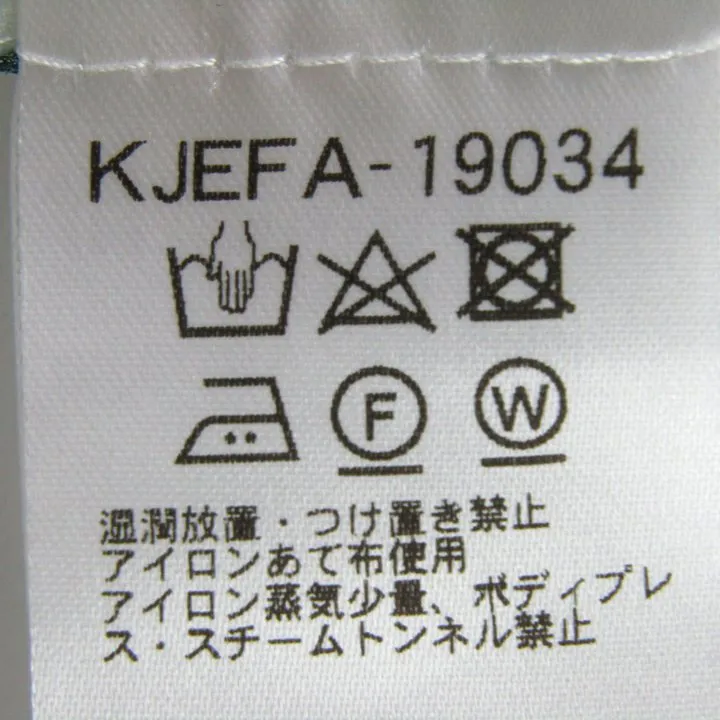 KJEFA-19034
F W
湿潤放置・つけ置き禁止
アイロンあて布使用
アイロン蒸気少量、ボディプレ
ス・スチームトンネル禁止